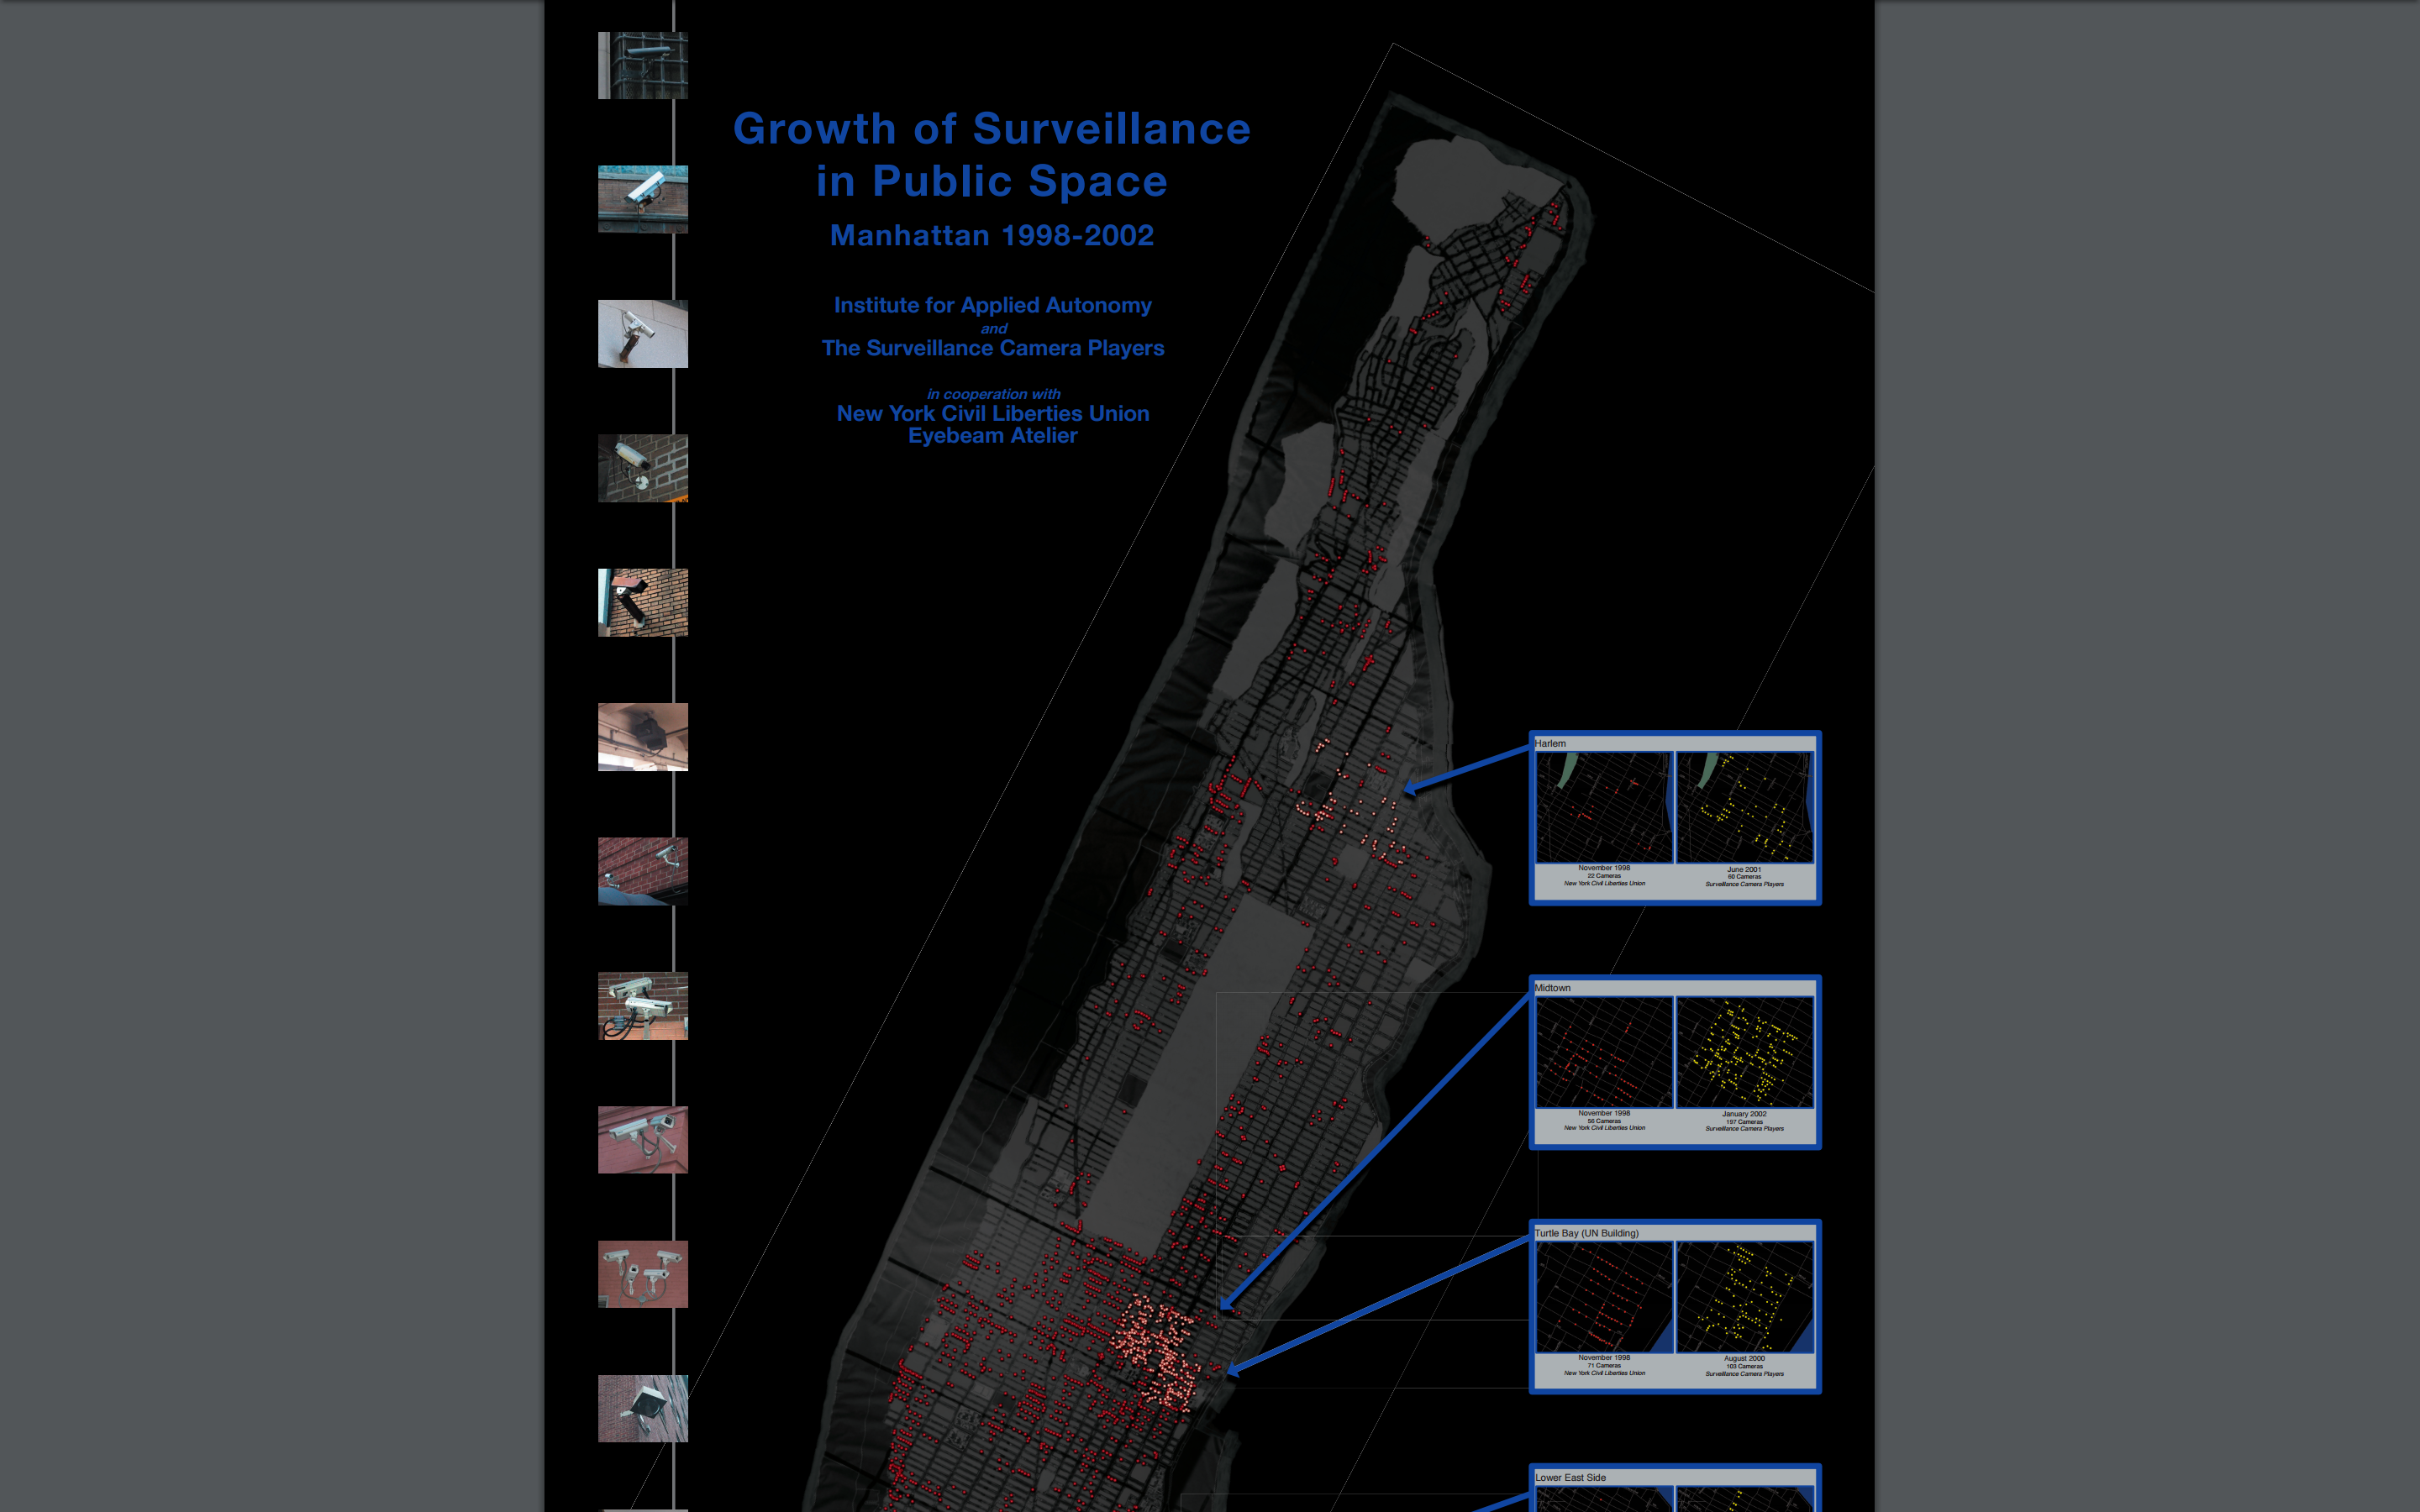 Growth of Surveillance
in Public Space
Manhattan 1998-2002
Institute for Applied Autonomy
and
The Surveillance Camera Players
in cooperation with
New York Civil Liberties Union
Eyebeam Atelier
Harlem
November 1998
22 Cameras
New York Civil Liberties Union
June 2001
60 Cameras
Surveillance Camera Players
Midtown
November 1998
56 Cameras
New York Civil Liberties Union
January 2002
197 Cameras
Surveillance Camera Players
Turtle Bay (UN Building)
November 1998
71 Cameras
New York Civil Liberties Union
August 2000
103 Cameras
Surveillance Camera Players
Lower East Side